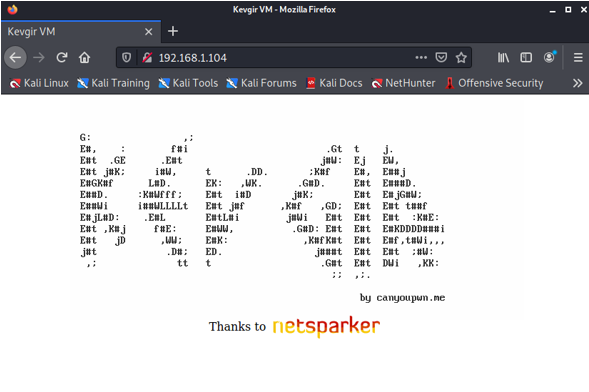 Kevgir VM - Mozilla Firefox
Kevgir VM
192.168.1.104
Kali Linux Kali Training Kali Tools Kali Forums Kali Docs NetHunter Offensive Security
G:                ,;
E#,    :         f#i                          .Gt  t    j.
E#t  .GE       .E#t                          j#W:  Ej   EW,
E#t j#K;      i#W,     t      .DD.        ;K#f    E#,  E##j
E#GK#f       L#D.      EK:   ,WK.      .G#D.     E#t  E###D.
E##D.      :K#Wfff;   E#t  i#D       j#K;       E#t  E#jG#W;
E##Wi      i##WLLLLt  E#t j#f      ,K#f   ,GD;  E#t  E#t t##f
E#jL#D:     .E#L      E#tL#i        j#Wi   E#t  E#t  E#t  :K#E:
E#t ,K#j     f#E:     E#WW,          .G#D: E#t  E#t  E#KDDDD###i
E#t   jD      ,WW;    E#K:             ,K#fK#t  E#t  E#f,t#Wi,,,
j#t            .D#;   ED.                j###t  E#t  E#t  ;#W:
 ,;              tt   t                   .G#t  E#t  DWi   ,KK:
                                            ;;  ,;.
by canyoupwn.me
Thanks to netsparker